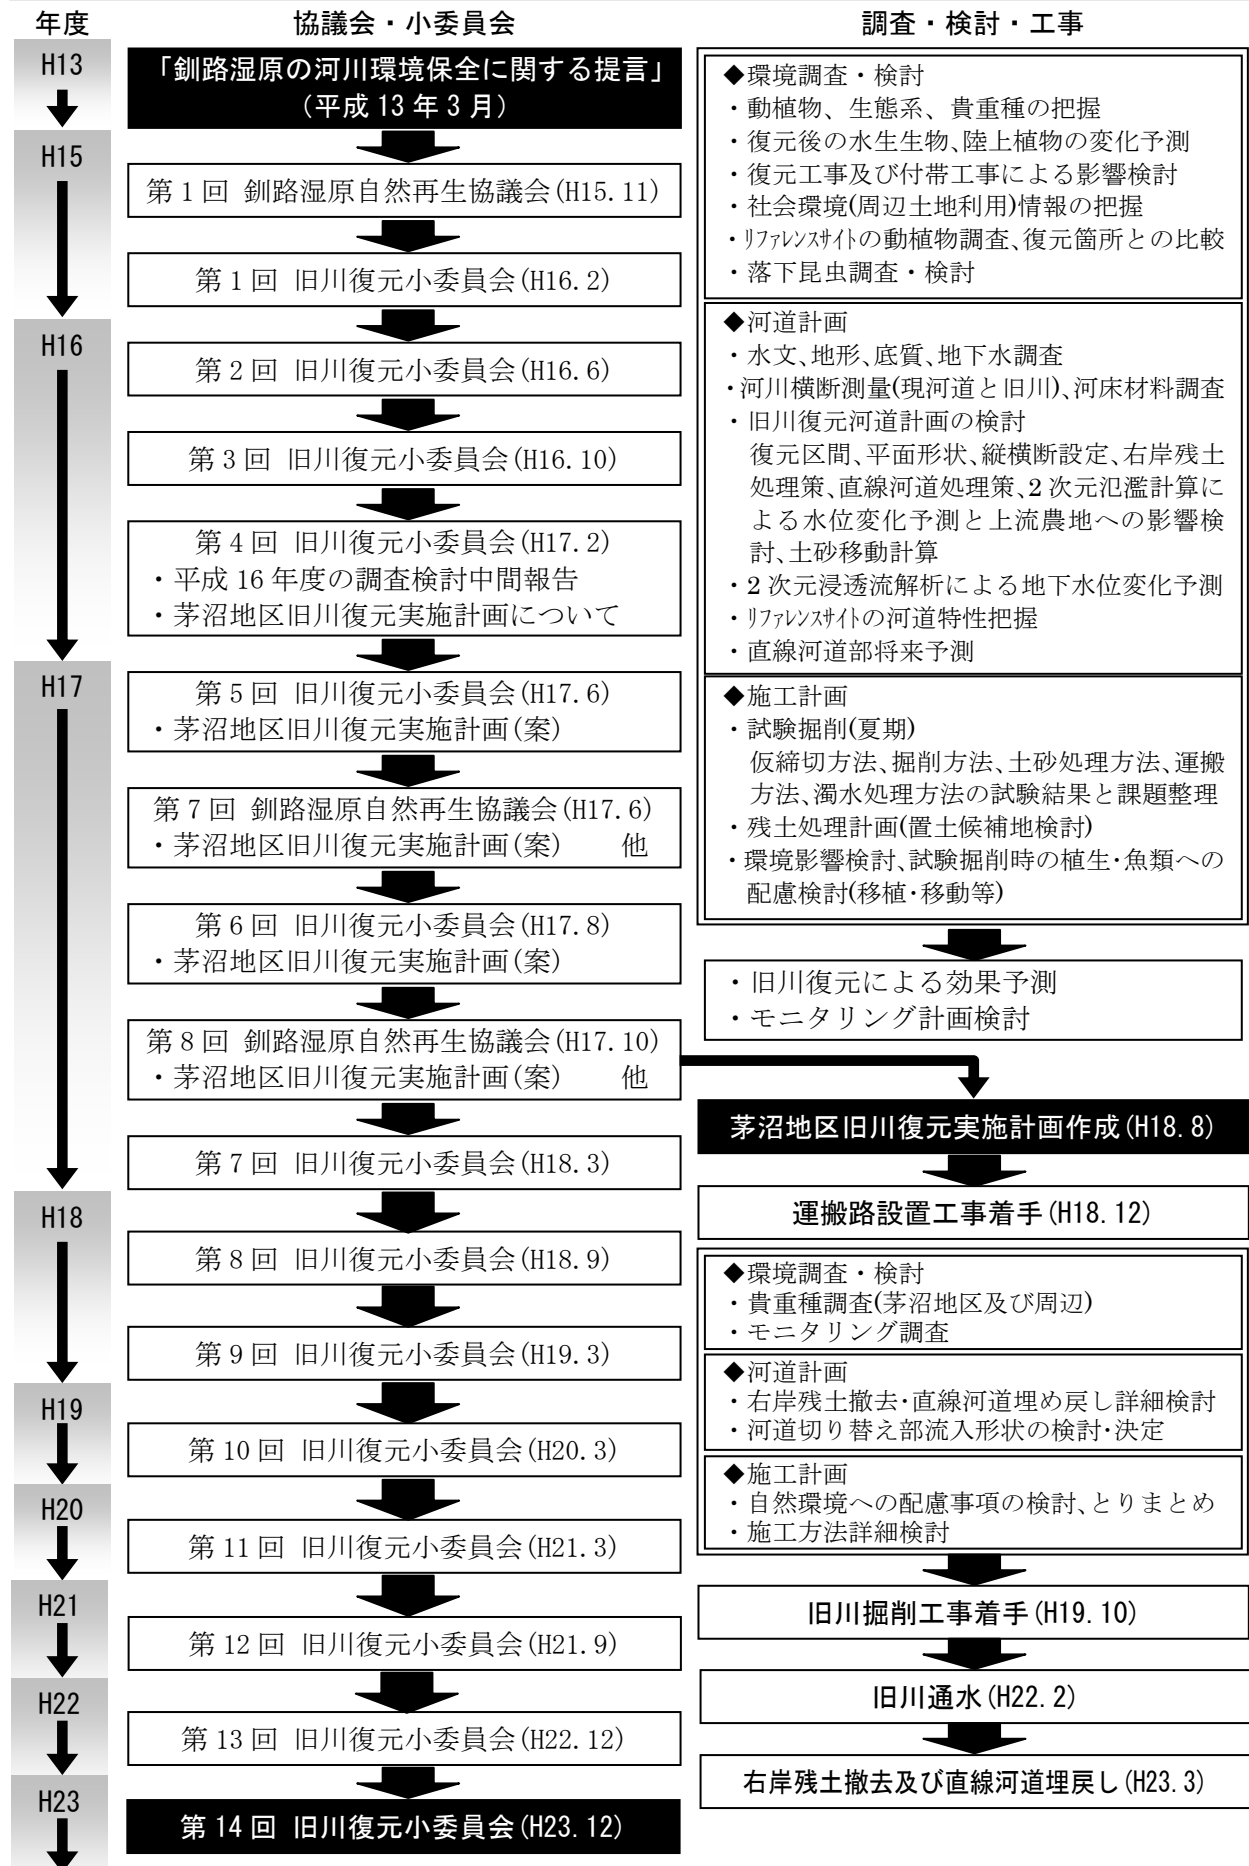 年度
協議会・小委員会
調査・検討・工事
H13
「釧路湿原の河川環境保全に関する提言」
(平成 13 年 3 月)
H15
第 1 回 釧路湿原自然再生協議会(H15.11)
第 1 回 旧川復元小委員会(H16.2)
H16
第 2 回 旧川復元小委員会(H16.6)
第 3 回 旧川復元小委員会(H16.10)
第 4 回 旧川復元小委員会(H17.2)
・平成 16 年度の調査検討中間報告
・茅沼地区旧川復元実施計画について
H17
第 5 回 旧川復元小委員会(H17.6)
・茅沼地区旧川復元実施計画(案)
第 7 回 釧路湿原自然再生協議会(H17.6)
・茅沼地区旧川復元実施計画(案) 他
第 6 回 旧川復元小委員会(H17.8)
・茅沼地区旧川復元実施計画(案)
第 8 回 釧路湿原自然再生協議会(H17.10)
・茅沼地区旧川復元実施計画(案) 他
第 7 回 旧川復元小委員会(H18.3)
H18
第 8 回 旧川復元小委員会(H18.9)
第 9 回 旧川復元小委員会(H19.3)
H19
第 10 回 旧川復元小委員会(H20.3)
H20
第 11 回 旧川復元小委員会(H21.3)
H21
第 12 回 旧川復元小委員会(H21.9)
H22
第 13 回 旧川復元小委員会(H22.12)
H23
第 14 回 旧川復元小委員会(H23.12)
◆環境調査・検討
・動植物、生態系、貴重種の把握
・復元後の水生生物、陸上植物の変化予測
・復元工事及び付帯工事による影響検討
・社会環境(周辺土地利用)情報の把握
・ﾘﾌｧﾚﾝｽｻｲﾄの動植物調査、復元箇所との比較
・落下昆虫調査・検討
◆河道計画
・水文、地形、底質、地下水調査
・河川横断測量(現河道と旧川)、河床材料調査
・旧川復元河道計画の検討
復元区間、平面形状、縦横断設定、右岸残土
処理策、直線河道処理策、2 次元氾濫計算に
よる水位変化予測と上流農地への影響検
討、土砂移動計算
・2 次元浸透流解析による地下水位変化予測
・ﾘﾌｧﾚﾝｽｻｲﾄの河道特性把握
・直線河道部将来予測
◆施工計画
・試験掘削(夏期)
仮締切方法、掘削方法、土砂処理方法、運搬
方法、濁水処理方法の試験結果と課題整理
・残土処理計画(置土候補地検討)
・環境影響検討、試験掘削時の植生・魚類への
配慮検討(移植・移動等)
・旧川復元による効果予測
・モニタリング計画検討
茅沼地区旧川復元実施計画作成(H18.8)
運搬路設置工事着手(H18.12)
◆環境調査・検討
・貴重種調査(茅沼地区及び周辺)
・モニタリング調査
◆河道計画
・右岸残土撤去・直線河道埋め戻し詳細検討
・河道切り替え部流入形状の検討・決定
◆施工計画
・自然環境への配慮事項の検討、とりまとめ
・施工方法詳細検討
旧川掘削工事着手(H19.10)
旧川通水(H22.2)
右岸残土撤去及び直線河道埋戻し(H23.3)